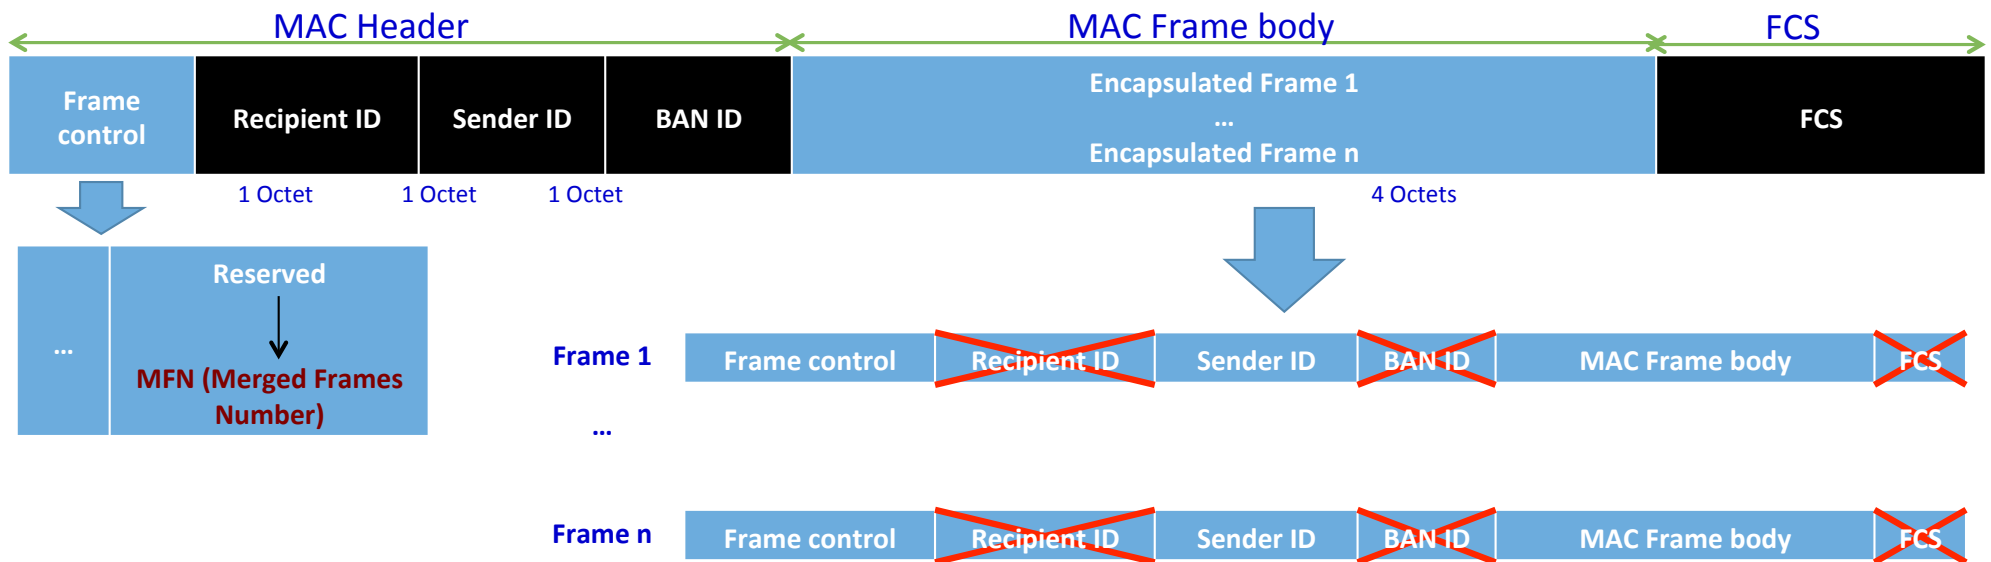 MAC Header MAC Frame body FCS
Frame control Recipient ID Sender ID BAN ID Encapsulated Frame 1 … Encapsulated Frame n FCS
1 Octet 1 Octet 1 Octet 4 Octets
… Reserved
MFN (Merged Frames
Number)
Frame 1 Frame control Recipient ID Sender ID BAN ID MAC Frame body FCS
…
Frame n Frame control Recipient ID Sender ID BAN ID MAC Frame body FCS